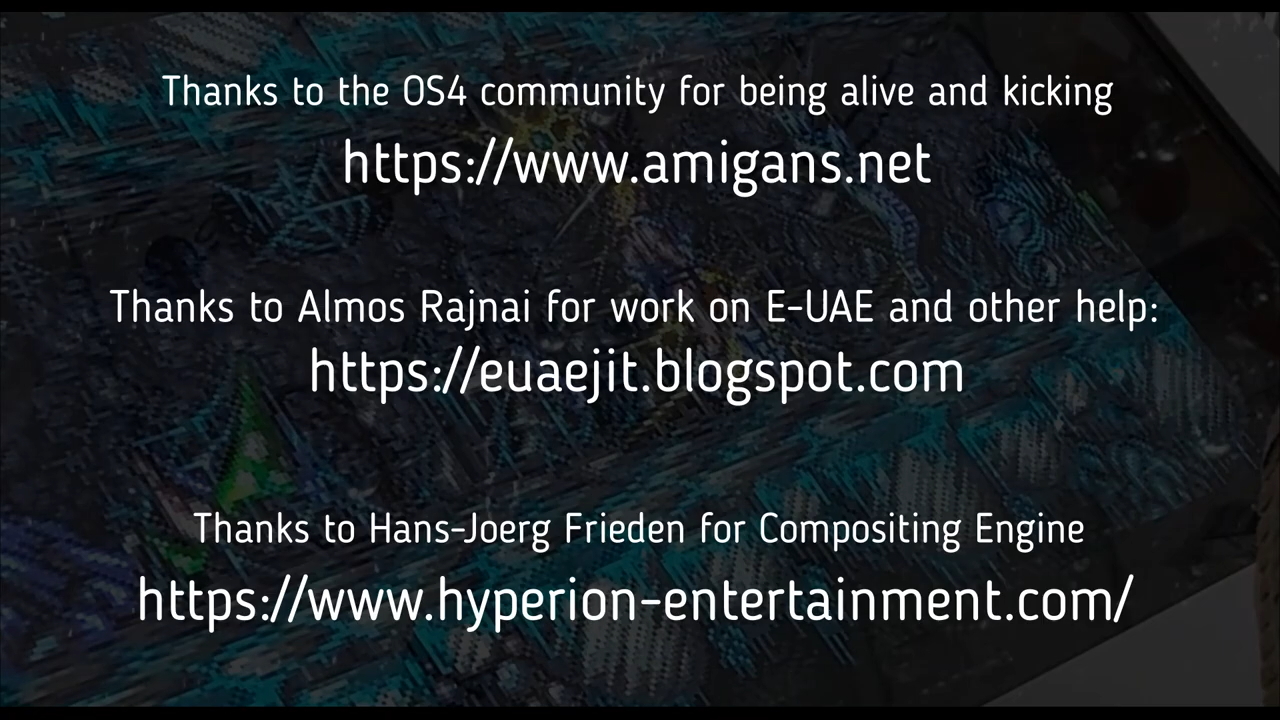 Thanks to the OS4 community for being alive and kicking
https://www.amigans.net
Thanks to Almos Rajnai for work on E-UAE and other help:
https://euaejit.blogspot.com
Thanks to Hans-Joerg Frieden for Compositing Engine
https://www.hyperion-entertainment.com/